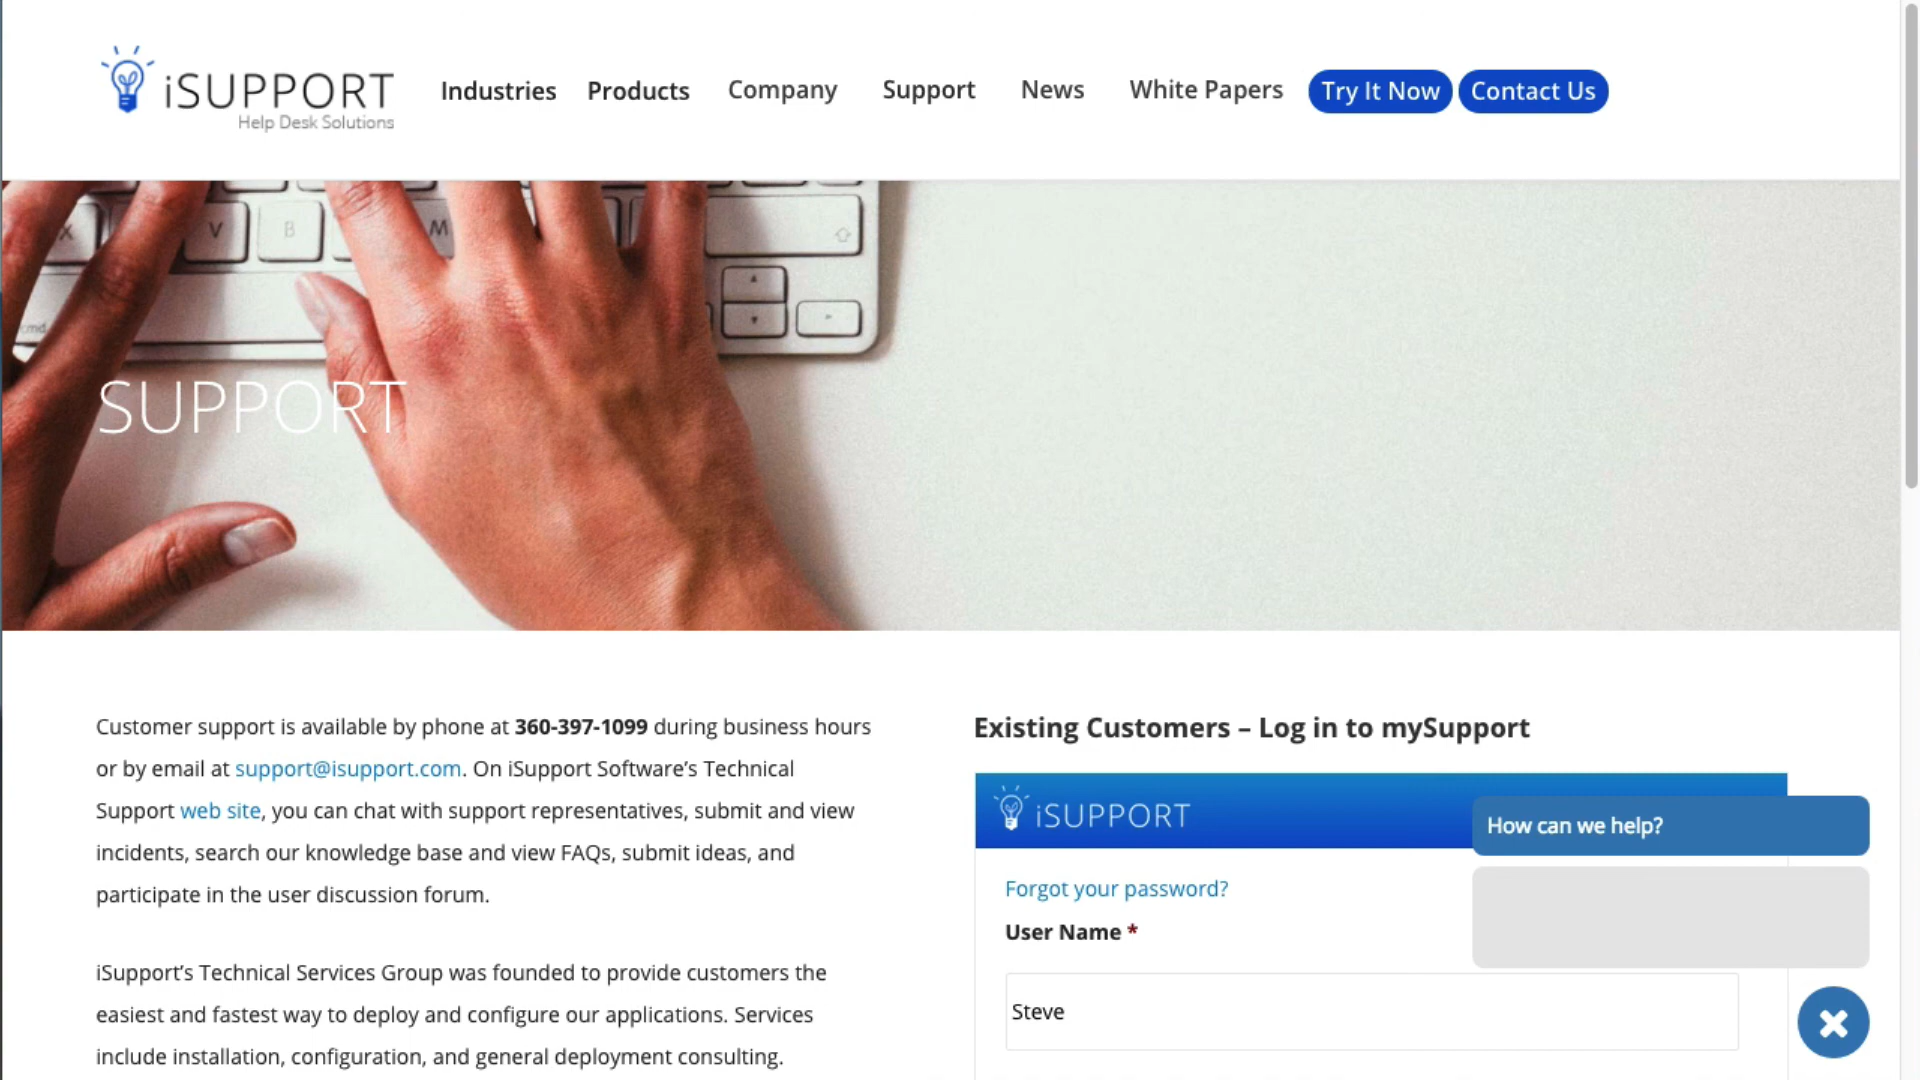 iSUPPORT
Help Desk Solutions
Industries
Products
Company
Support
News
White Papers
Try It Now
Contact Us
X
V
B
M
cmd
SUPPORT
Customer support is available by phone at 360-397-1099 during business hours
or by email at support@isupport.com. On iSupport Software’s Technical
Support web site, you can chat with support representatives, submit and view
incidents, search our knowledge base and view FAQs, submit ideas, and
participate in the user discussion forum.
iSupport’s Technical Services Group was founded to provide customers the
easiest and fastest way to deploy and configure our applications. Services
include installation, configuration, and general deployment consulting.
Existing Customers – Log in to mySupport
iSUPPORT
How can we help?
Forgot your password?
User Name *
Steve